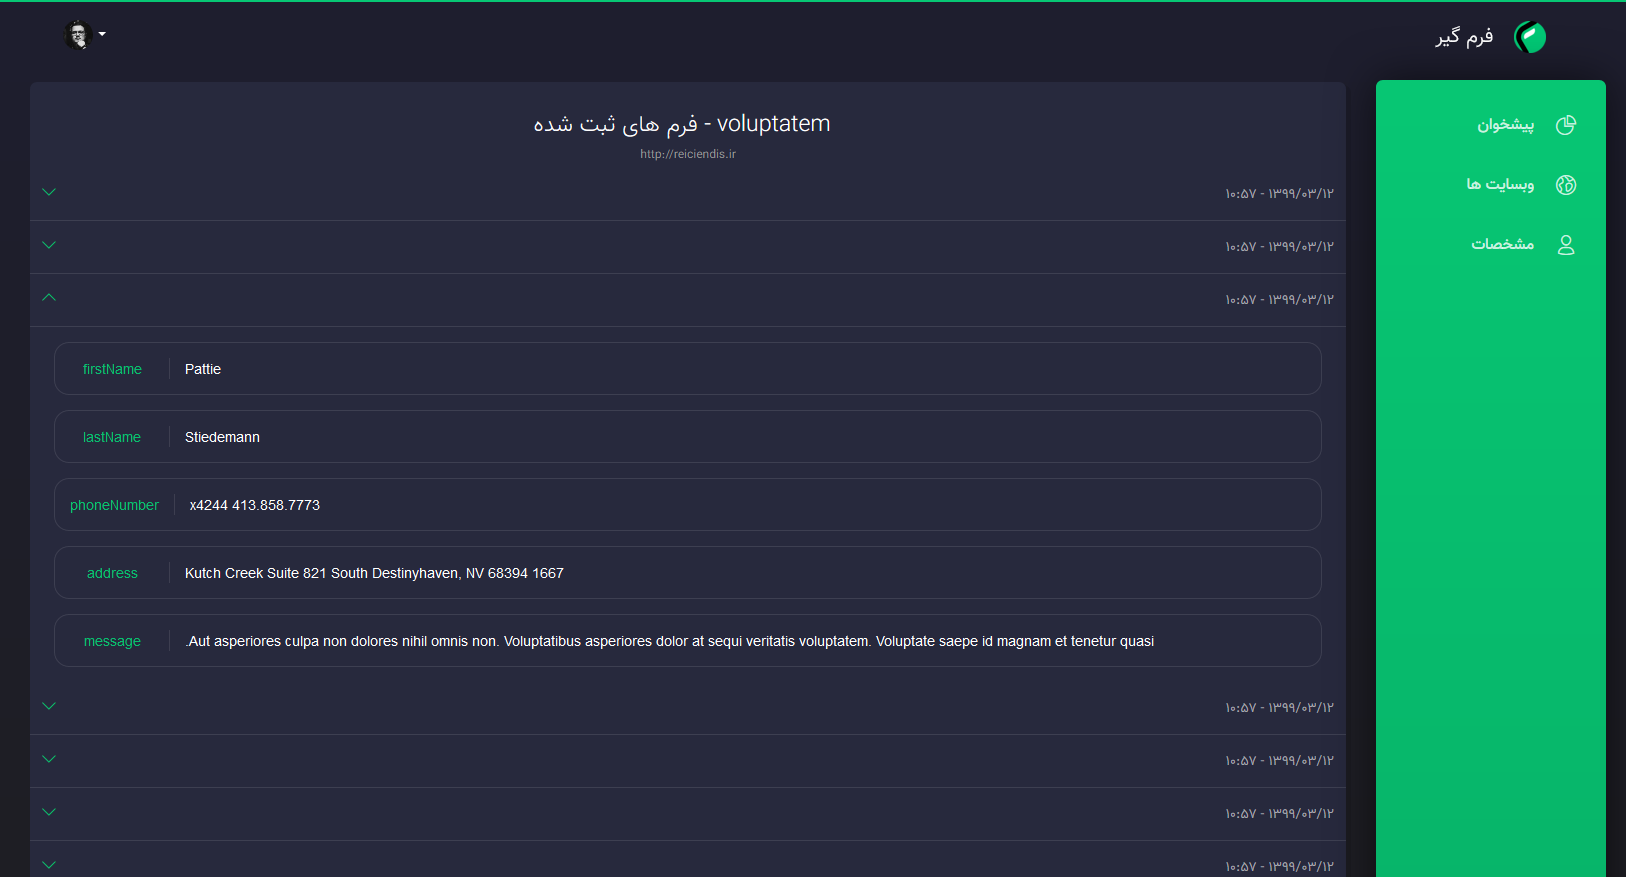 فرم گیر
پیشخوان
وبسایت ها
مشخصات
voluptatem - فرم های ثبت شده
http://reiciendis.ir
۱۳۹۹/۰۳/۱۲ - ۱۰:۵۷
۱۳۹۹/۰۳/۱۲ - ۱۰:۵۷
۱۳۹۹/۰۳/۱۲ - ۱۰:۵۷
firstName Pattie
lastName Stiedemann
phoneNumber x4244 413.858.7773
address Kutch Creek Suite 821 South Destinyhaven, NV 68394 1667
message .Aut asperiores culpa non dolores nihil omnis non. Voluptatibus asperiores dolor at sequi veritatis voluptatem. Voluptate saepe id magnam et tenetur quasi
۱۳۹۹/۰۳/۱۲ - ۱۰:۵۷
۱۳۹۹/۰۳/۱۲ - ۱۰:۵۷
۱۳۹۹/۰۳/۱۲ - ۱۰:۵۷
۱۳۹۹/۰۳/۱۲ - ۱۰:۵۷